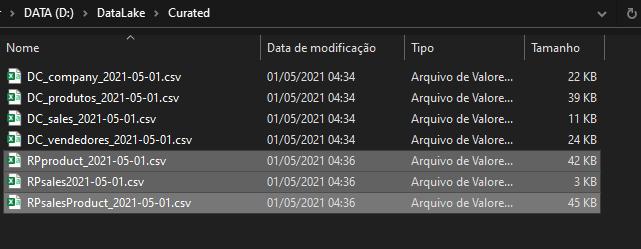 DATA (D:) > DataLake > Curated
Nome Data de modificação Tipo Tamanho
DC_company_2021-05-01.csv 01/05/2021 04:34 Arquivo de Valore... 22 KB
DC_produtos_2021-05-01.csv 01/05/2021 04:34 Arquivo de Valore... 39 KB
DC_sales_2021-05-01.csv 01/05/2021 04:34 Arquivo de Valore... 11 KB
DC_vendedores_2021-05-01.csv 01/05/2021 04:34 Arquivo de Valore... 24 KB
RPproduct_2021-05-01.csv 01/05/2021 04:36 Arquivo de Valore... 42 KB
RPsales2021-05-01.csv 01/05/2021 04:36 Arquivo de Valore... 3 KB
RPsalesProduct_2021-05-01.csv 01/05/2021 04:36 Arquivo de Valore... 45 KB